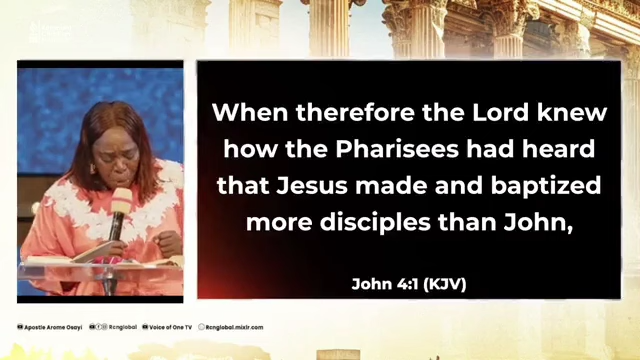 When therefore the Lord knew
how the Pharisees had heard
that Jesus made and baptized
more disciples than John,
John 4:1 (KJV)
Apostle Arome Osayi Rcnglobal Voice of One TV Rcnglobal.mixlr.com